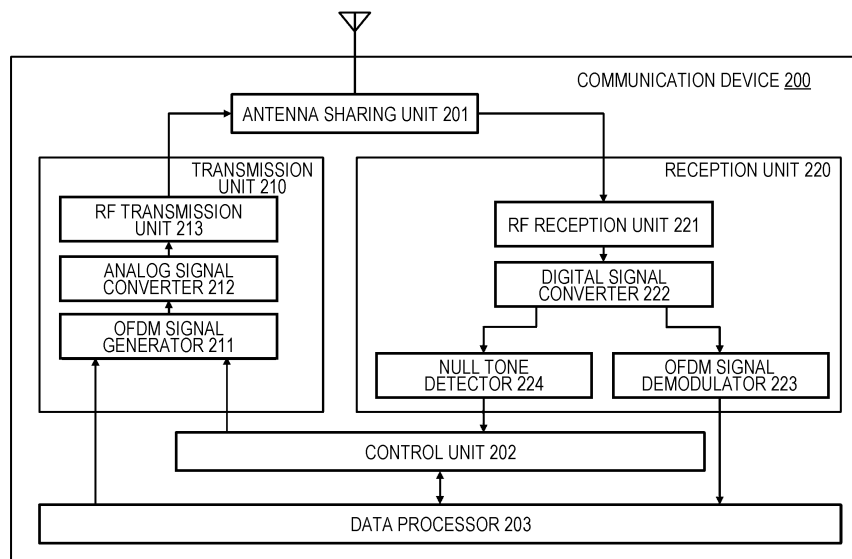 COMMUNICATION DEVICE 200
ANTENNA SHARING UNIT 201
TRANSMISSION
UNIT 210
RF TRANSMISSION
UNIT 213
ANALOG SIGNAL
CONVERTER 212
OFDM SIGNAL
GENERATOR 211
RECEPTION UNIT 220
RF RECEPTION UNIT 221
DIGITAL SIGNAL
CONVERTER 222
NULL TONE
DETECTOR 224
OFDM SIGNAL
DEMODULATOR 223
CONTROL UNIT 202
DATA PROCESSOR 203